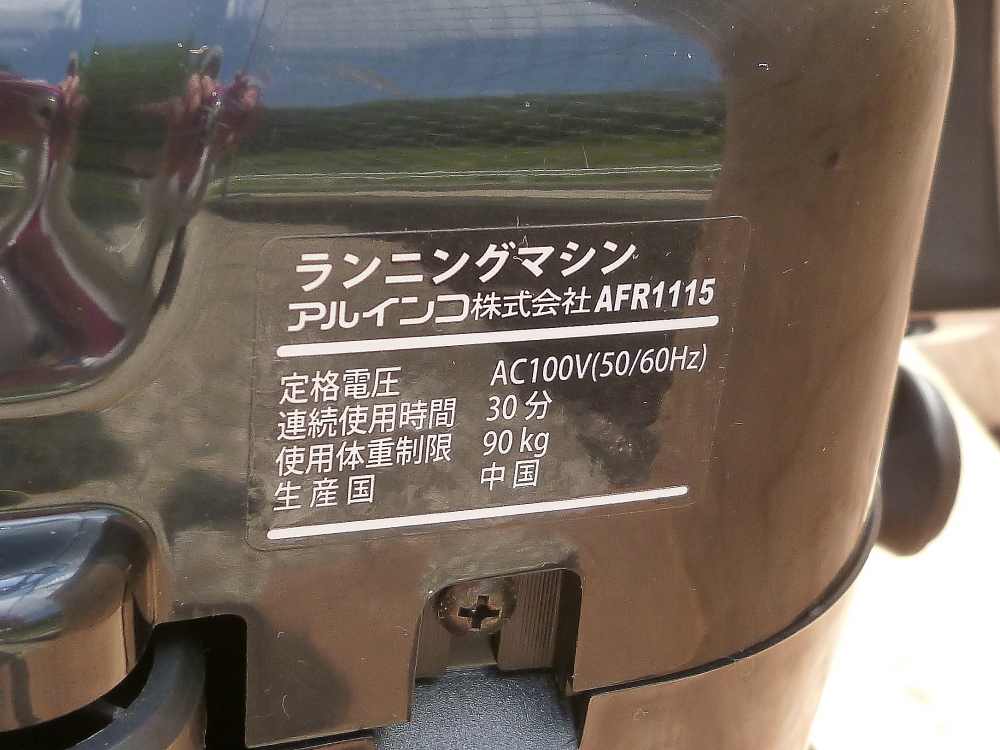 ランニングマシン
アルインコ株式会社 AFR1115
定格電圧 AC100V(50/60Hz)
連続使用時間 30分
使用体重制限 90kg
生産国 中国